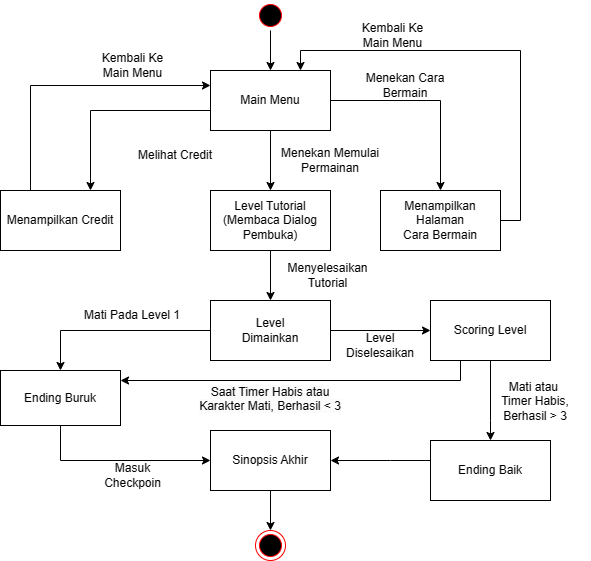 Kembali Ke
Main Menu
Kembali Ke
Main Menu
Main Menu
Menekan Cara
Bermain
Melihat Credit
Menekan Memulai
Permainan
Menampilkan Credit
Level Tutorial
(Membaca Dialog
Pembuka)
Menampilkan
Halaman
Cara Bermain
Menyelesaikan
Tutorial
Mati Pada Level 1
Level
Dimainkan
Level
Diselesaikan
Scoring Level
Ending Buruk
Saat Timer Habis atau
Karakter Mati, Berhasil < 3
Mati atau
Timer Habis,
Berhasil > 3
Masuk
Checkpoin
Sinopsis Akhir
Ending Baik